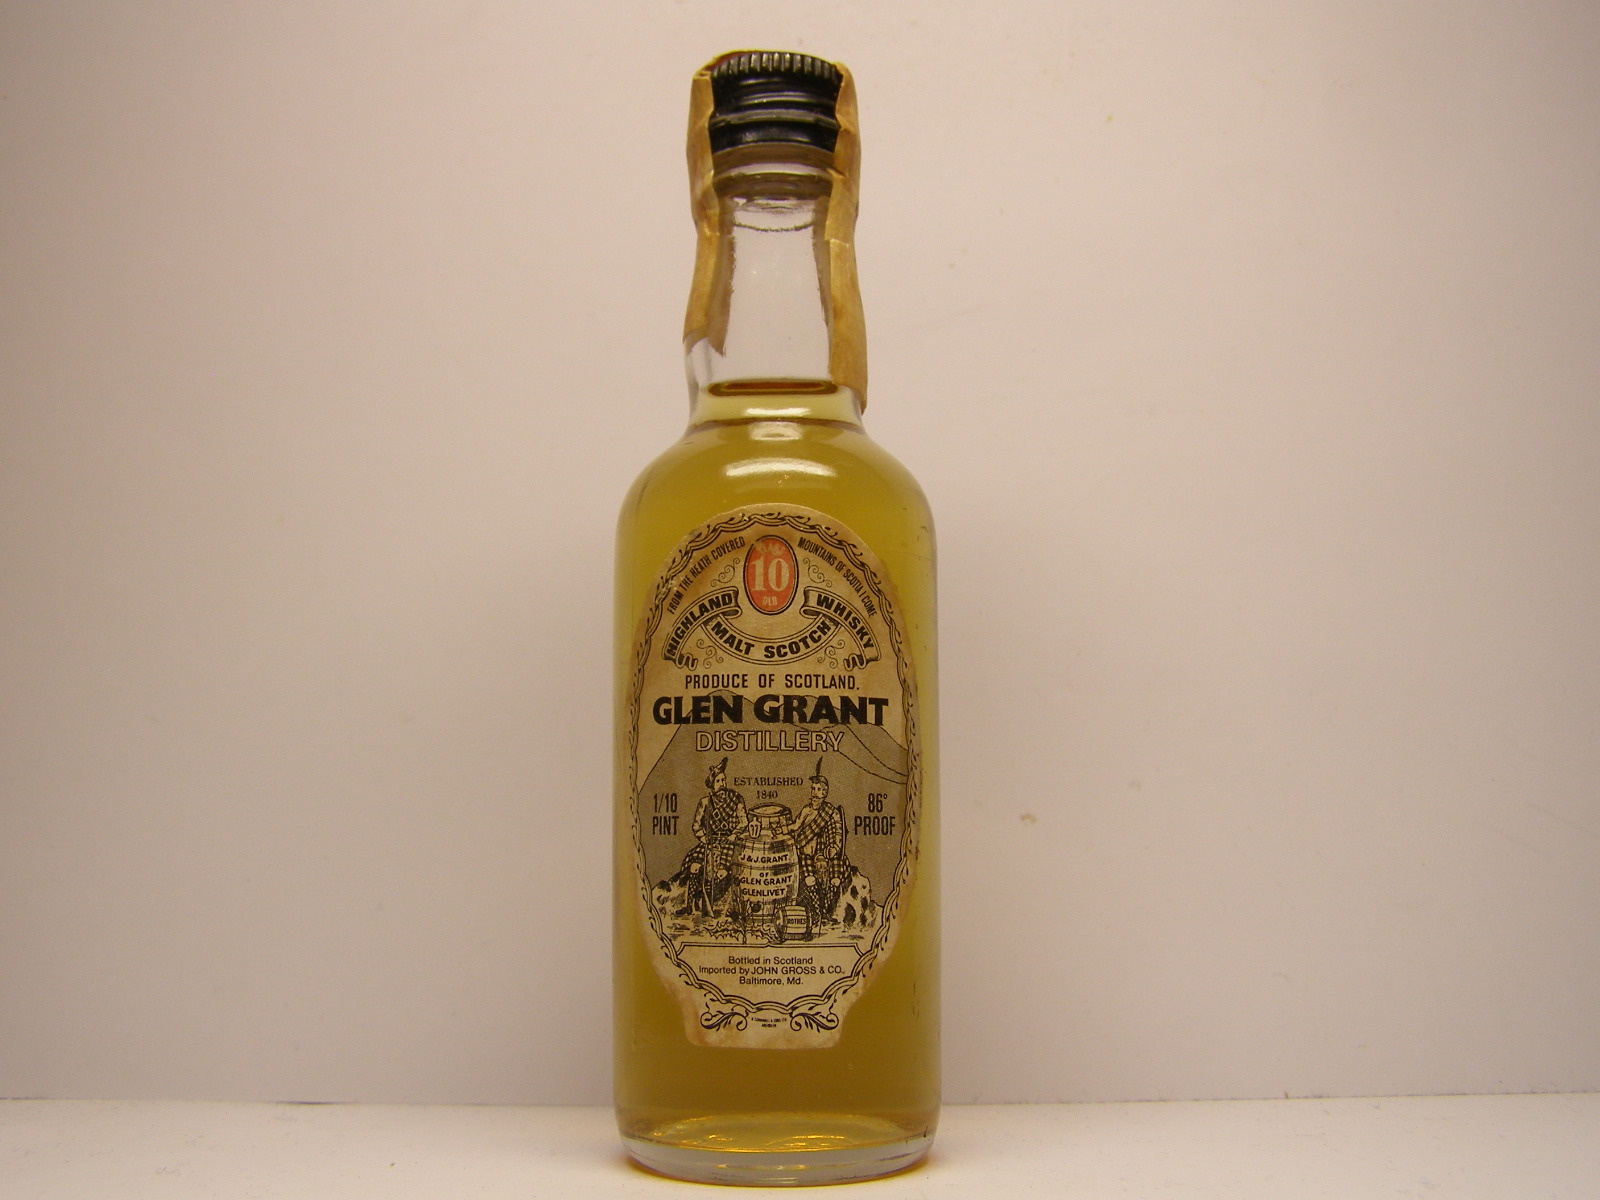 FROM THE HEATH COVERED MOUNTAINS OF SCOTIA I COME
10
OLD
HIGHLAND MALT SCOTCH WHISKY
PRODUCE OF SCOTLAND.
GLEN GRANT
DISTILLERY
ESTABLISHED
1840
1/10
PINT
86°
PROOF
J & J. GRANT
OF
GLEN GRANT
GLENLIVET
ROTHES
Bottled in Scotland
Imported by JOHN GROSS & CO.,
Baltimore, Md.